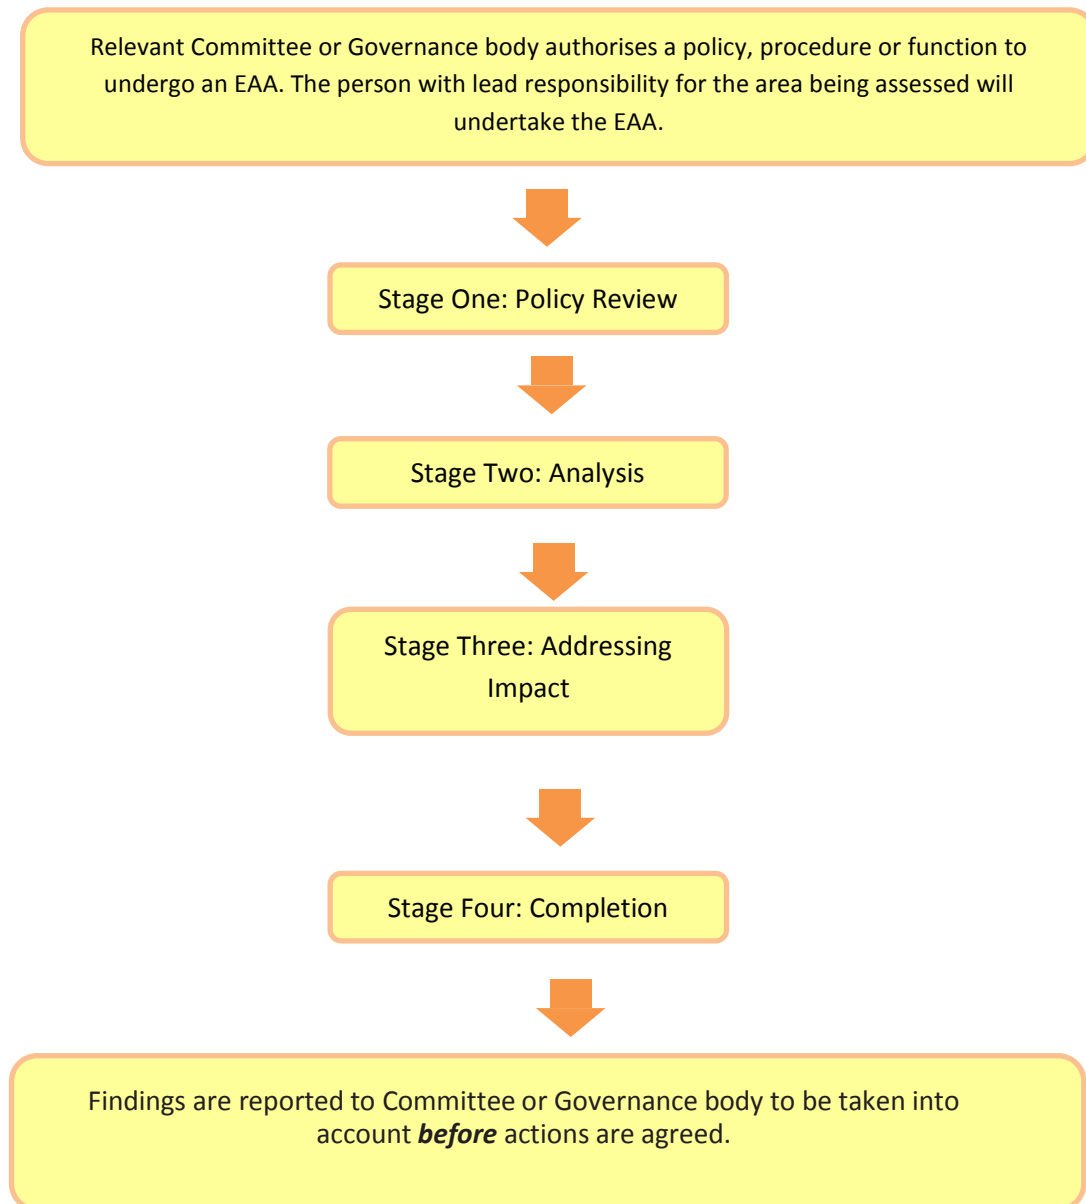 Relevant Committee or Governance body authorises a policy, procedure or function to
undergo an EAA. The person with lead responsibility for the area being assessed will
undertake the EAA.
Stage One: Policy Review
Stage Two: Analysis
Stage Three: Addressing
Impact
Stage Four: Completion
Findings are reported to Committee or Governance body to be taken into
account before actions are agreed.